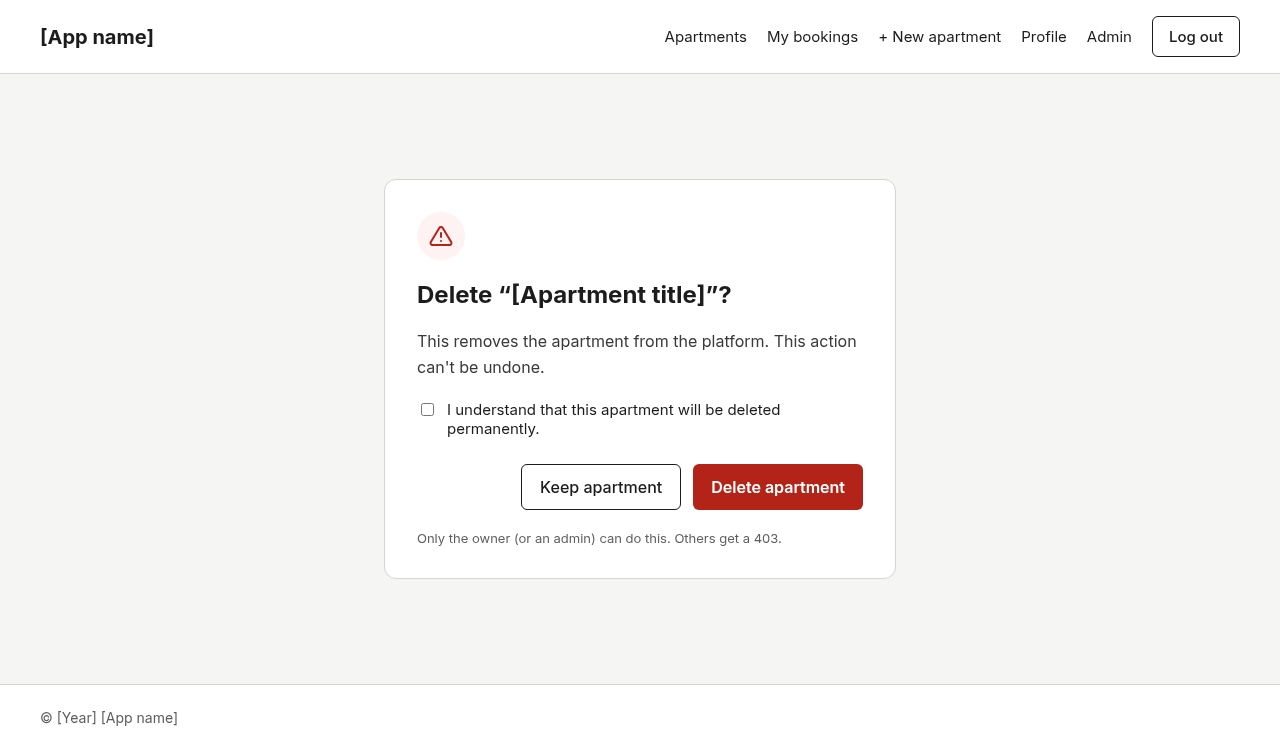 [App name]
Apartments
My bookings
+ New apartment
Profile
Admin
Log out
Delete “[Apartment title]”?
This removes the apartment from the platform. This action
can't be undone.
I understand that this apartment will be deleted
permanently.
Keep apartment
Delete apartment
Only the owner (or an admin) can do this. Others get a 403.
© [Year] [App name]